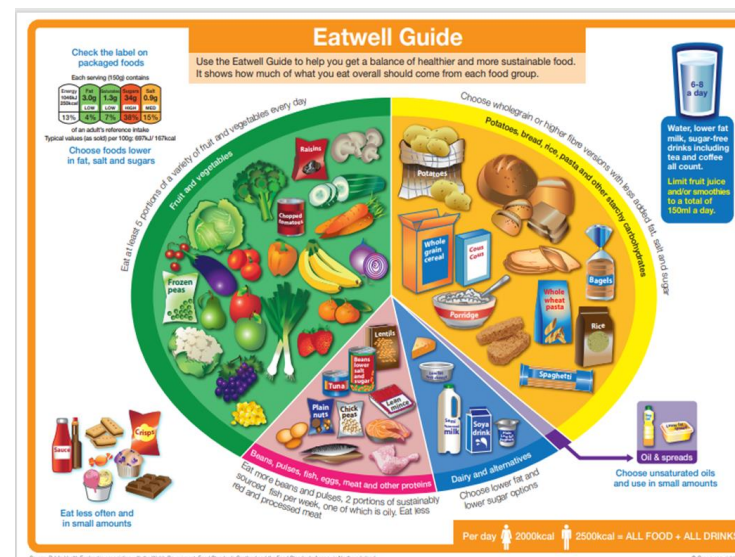 Eatwell Guide
Use the Eatwell Guide to help you get a balance of healthier and more sustainable food.
It shows how much of what you eat overall should come from each food group.
Check the label on
packaged foods
Each serving (150g) contains
Energy
1046kJ
250kcal
Fat
3.0g
LOW
Saturates
1.3g
LOW
Sugars
34g
HIGH
Salt
0.9g
MED
13% 4% 7% 38% 15%
of an adult's reference intake
Typical values (as sold) per 100g: 697kJ/ 167kcal
Choose foods lower
in fat, salt and sugars
6-8
a day
Water, lower fat
milk, sugar-free
drinks including
tea and coffee
all count.
Limit fruit juice
and/or smoothies
to a total of
150ml a day.
Eat at least 5 portions of a variety of fruit and vegetables every day
Fruit and vegetables
Raisins
Chopped
tomatoes
Frozen
peas
Choose wholegrain or higher fibre versions with less added fat, salt and sugar
Potatoes, bread, rice, pasta and other starchy carbohydrates
Potatoes
Whole
grain
cereal
Cous
Cous
Bagels
Porridge
Whole
wheat
pasta
Rice
Spaghetti
Lentils
Beans
lower
salt
and
sugar
Tuna
Plain
nuts
Chick
peas
Lean
mince
Beans, pulses, fish, eggs, meat and other proteins
Eat more beans and pulses, 2 portions of sustainably
sourced fish per week, one of which is oily. Eat less
red and processed meat
milk
Soya
drink
Dairy and alternatives
Choose lower fat and
lower sugar options
Sauce
Crisps
Eat less often and
in small amounts
Oil & spreads
Choose unsaturated oils
and use in small amounts
Per day 2000kcal 2500kcal = ALL FOOD + ALL DRINKS